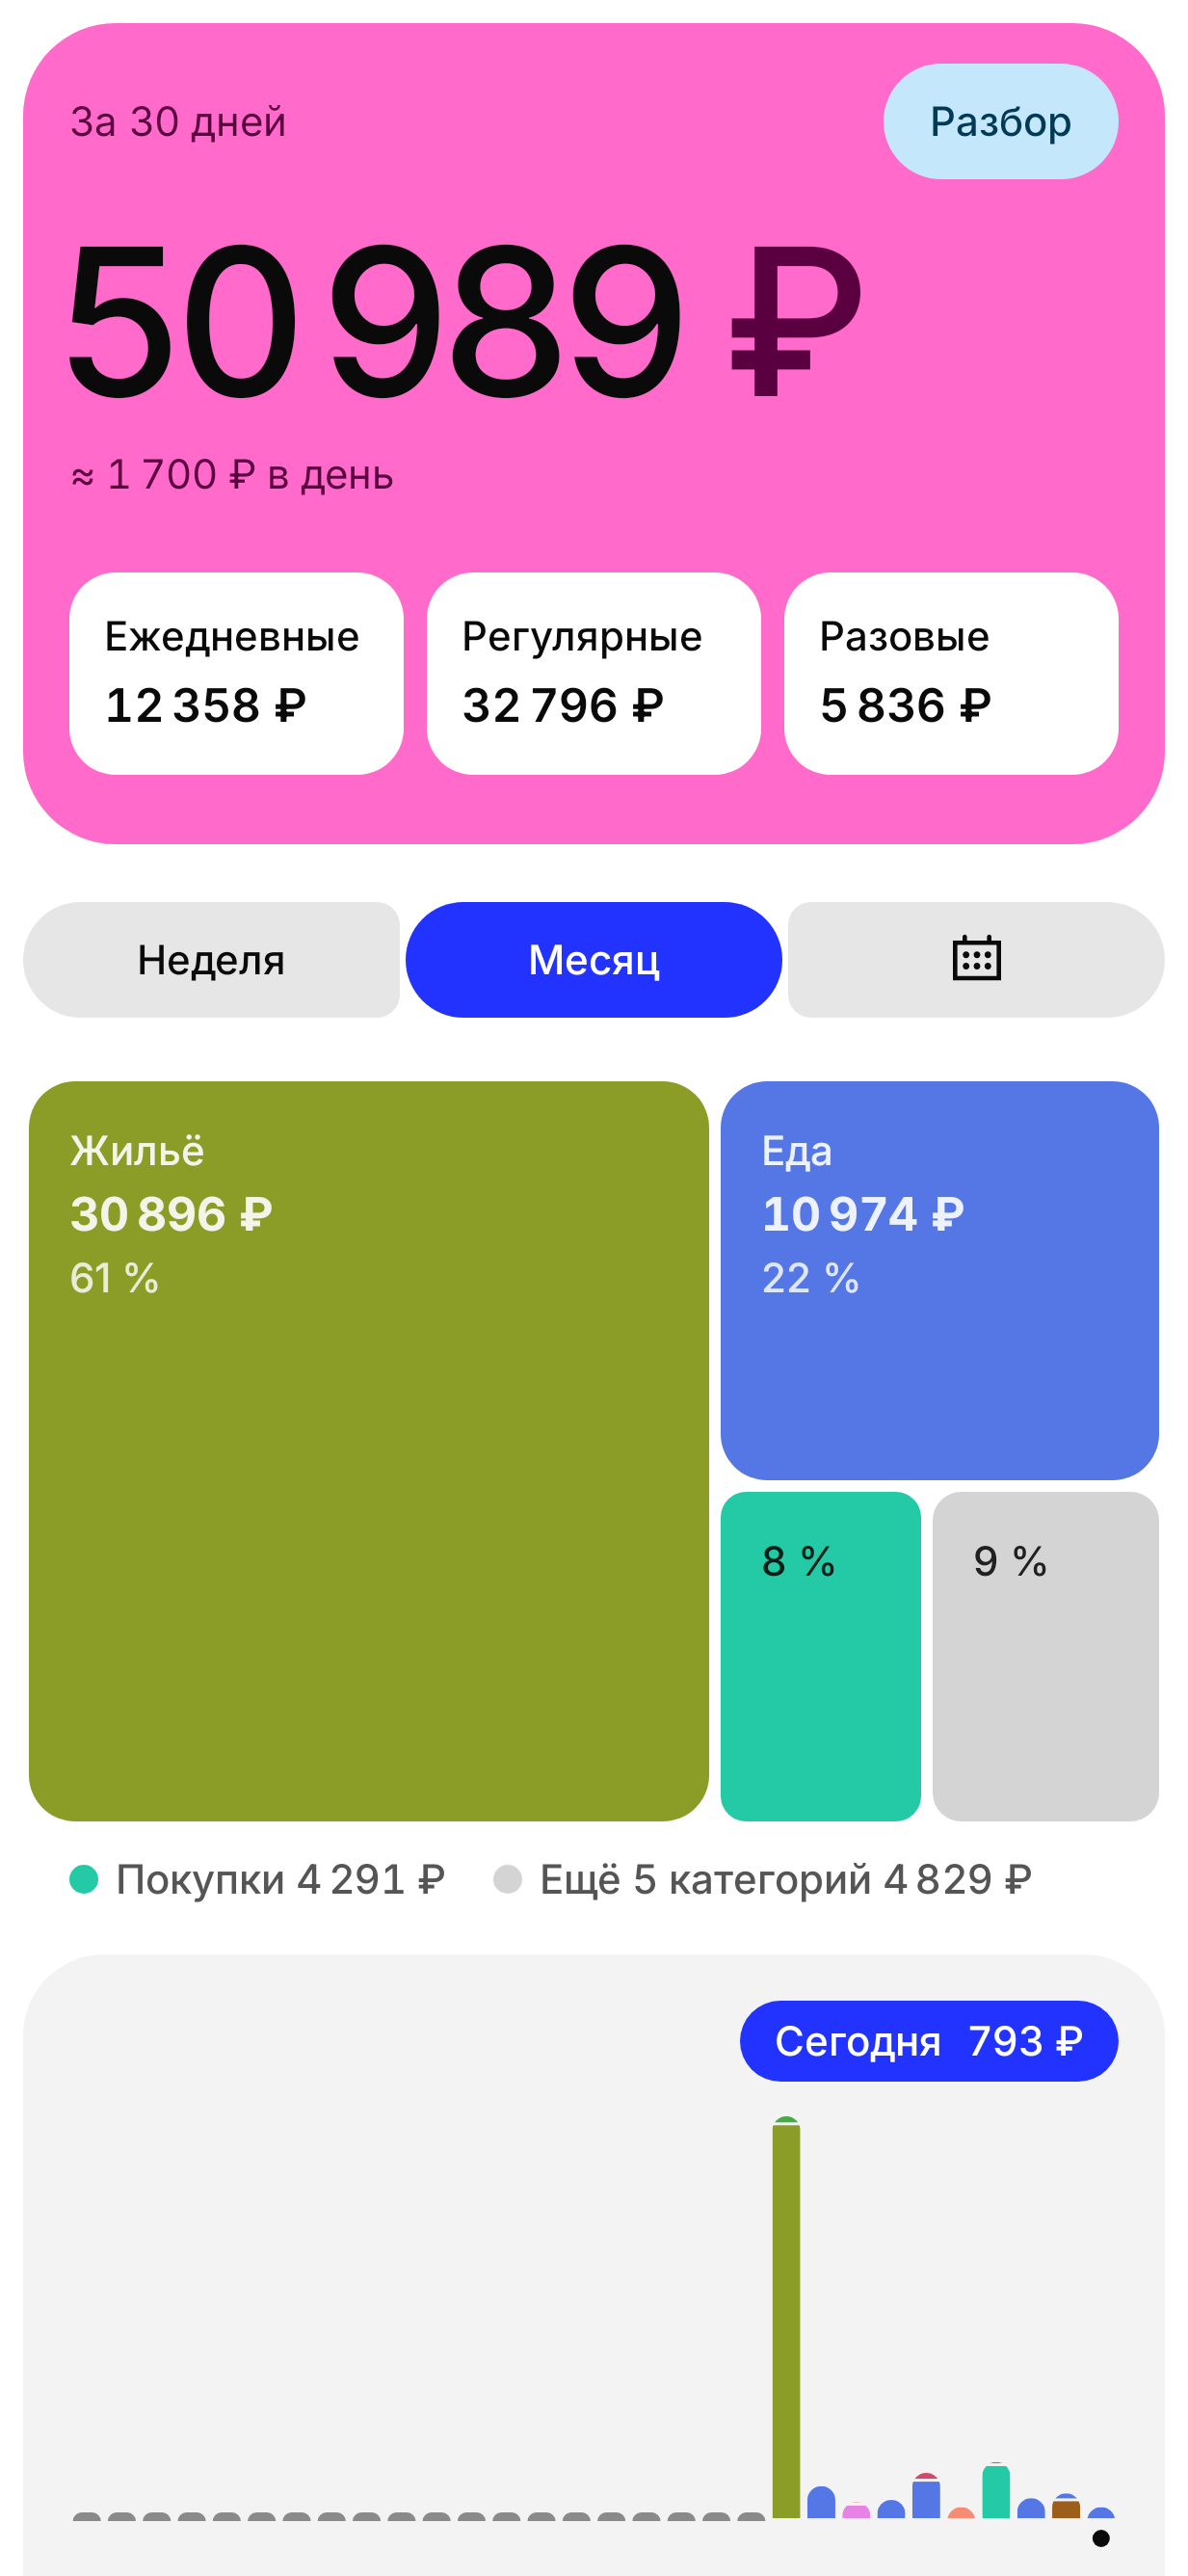 За 30 дней
Разбор
50 989 ₽
≈ 1 700 ₽ в день
Ежедневные
12 358 ₽
Регулярные
32 796 ₽
Разовые
5 836 ₽
Неделя
Месяц
Жильё
30 896 ₽
61 %
Еда
10 974 ₽
22 %
8 %
9 %
Покупки 4 291 ₽
Ещё 5 категорий 4 829 ₽
Сегодня 793 ₽